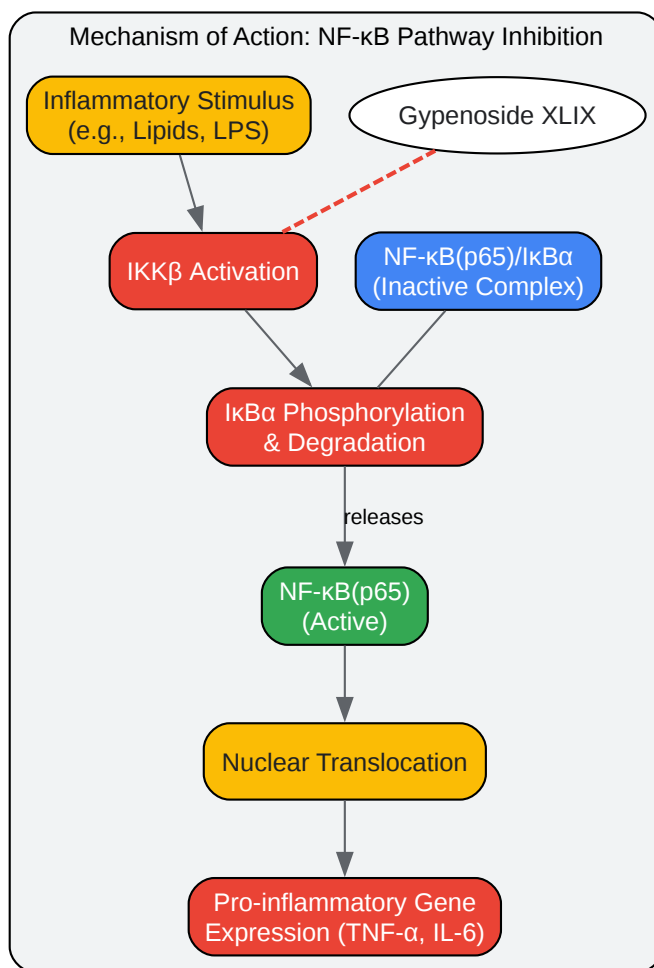 Mechanism of Action: NF-κB Pathway Inhibition
Inflammatory Stimulus
(e.g., Lipids, LPS)
Gypenoside XLIX
IKKβ Activation
NF-κB(p65)/IκBα
(Inactive Complex)
IκBα Phosphorylation
& Degradation
releases
NF-κB(p65)
(Active)
Nuclear Translocation
Pro-inflammatory Gene
Expression (TNF-α, IL-6)